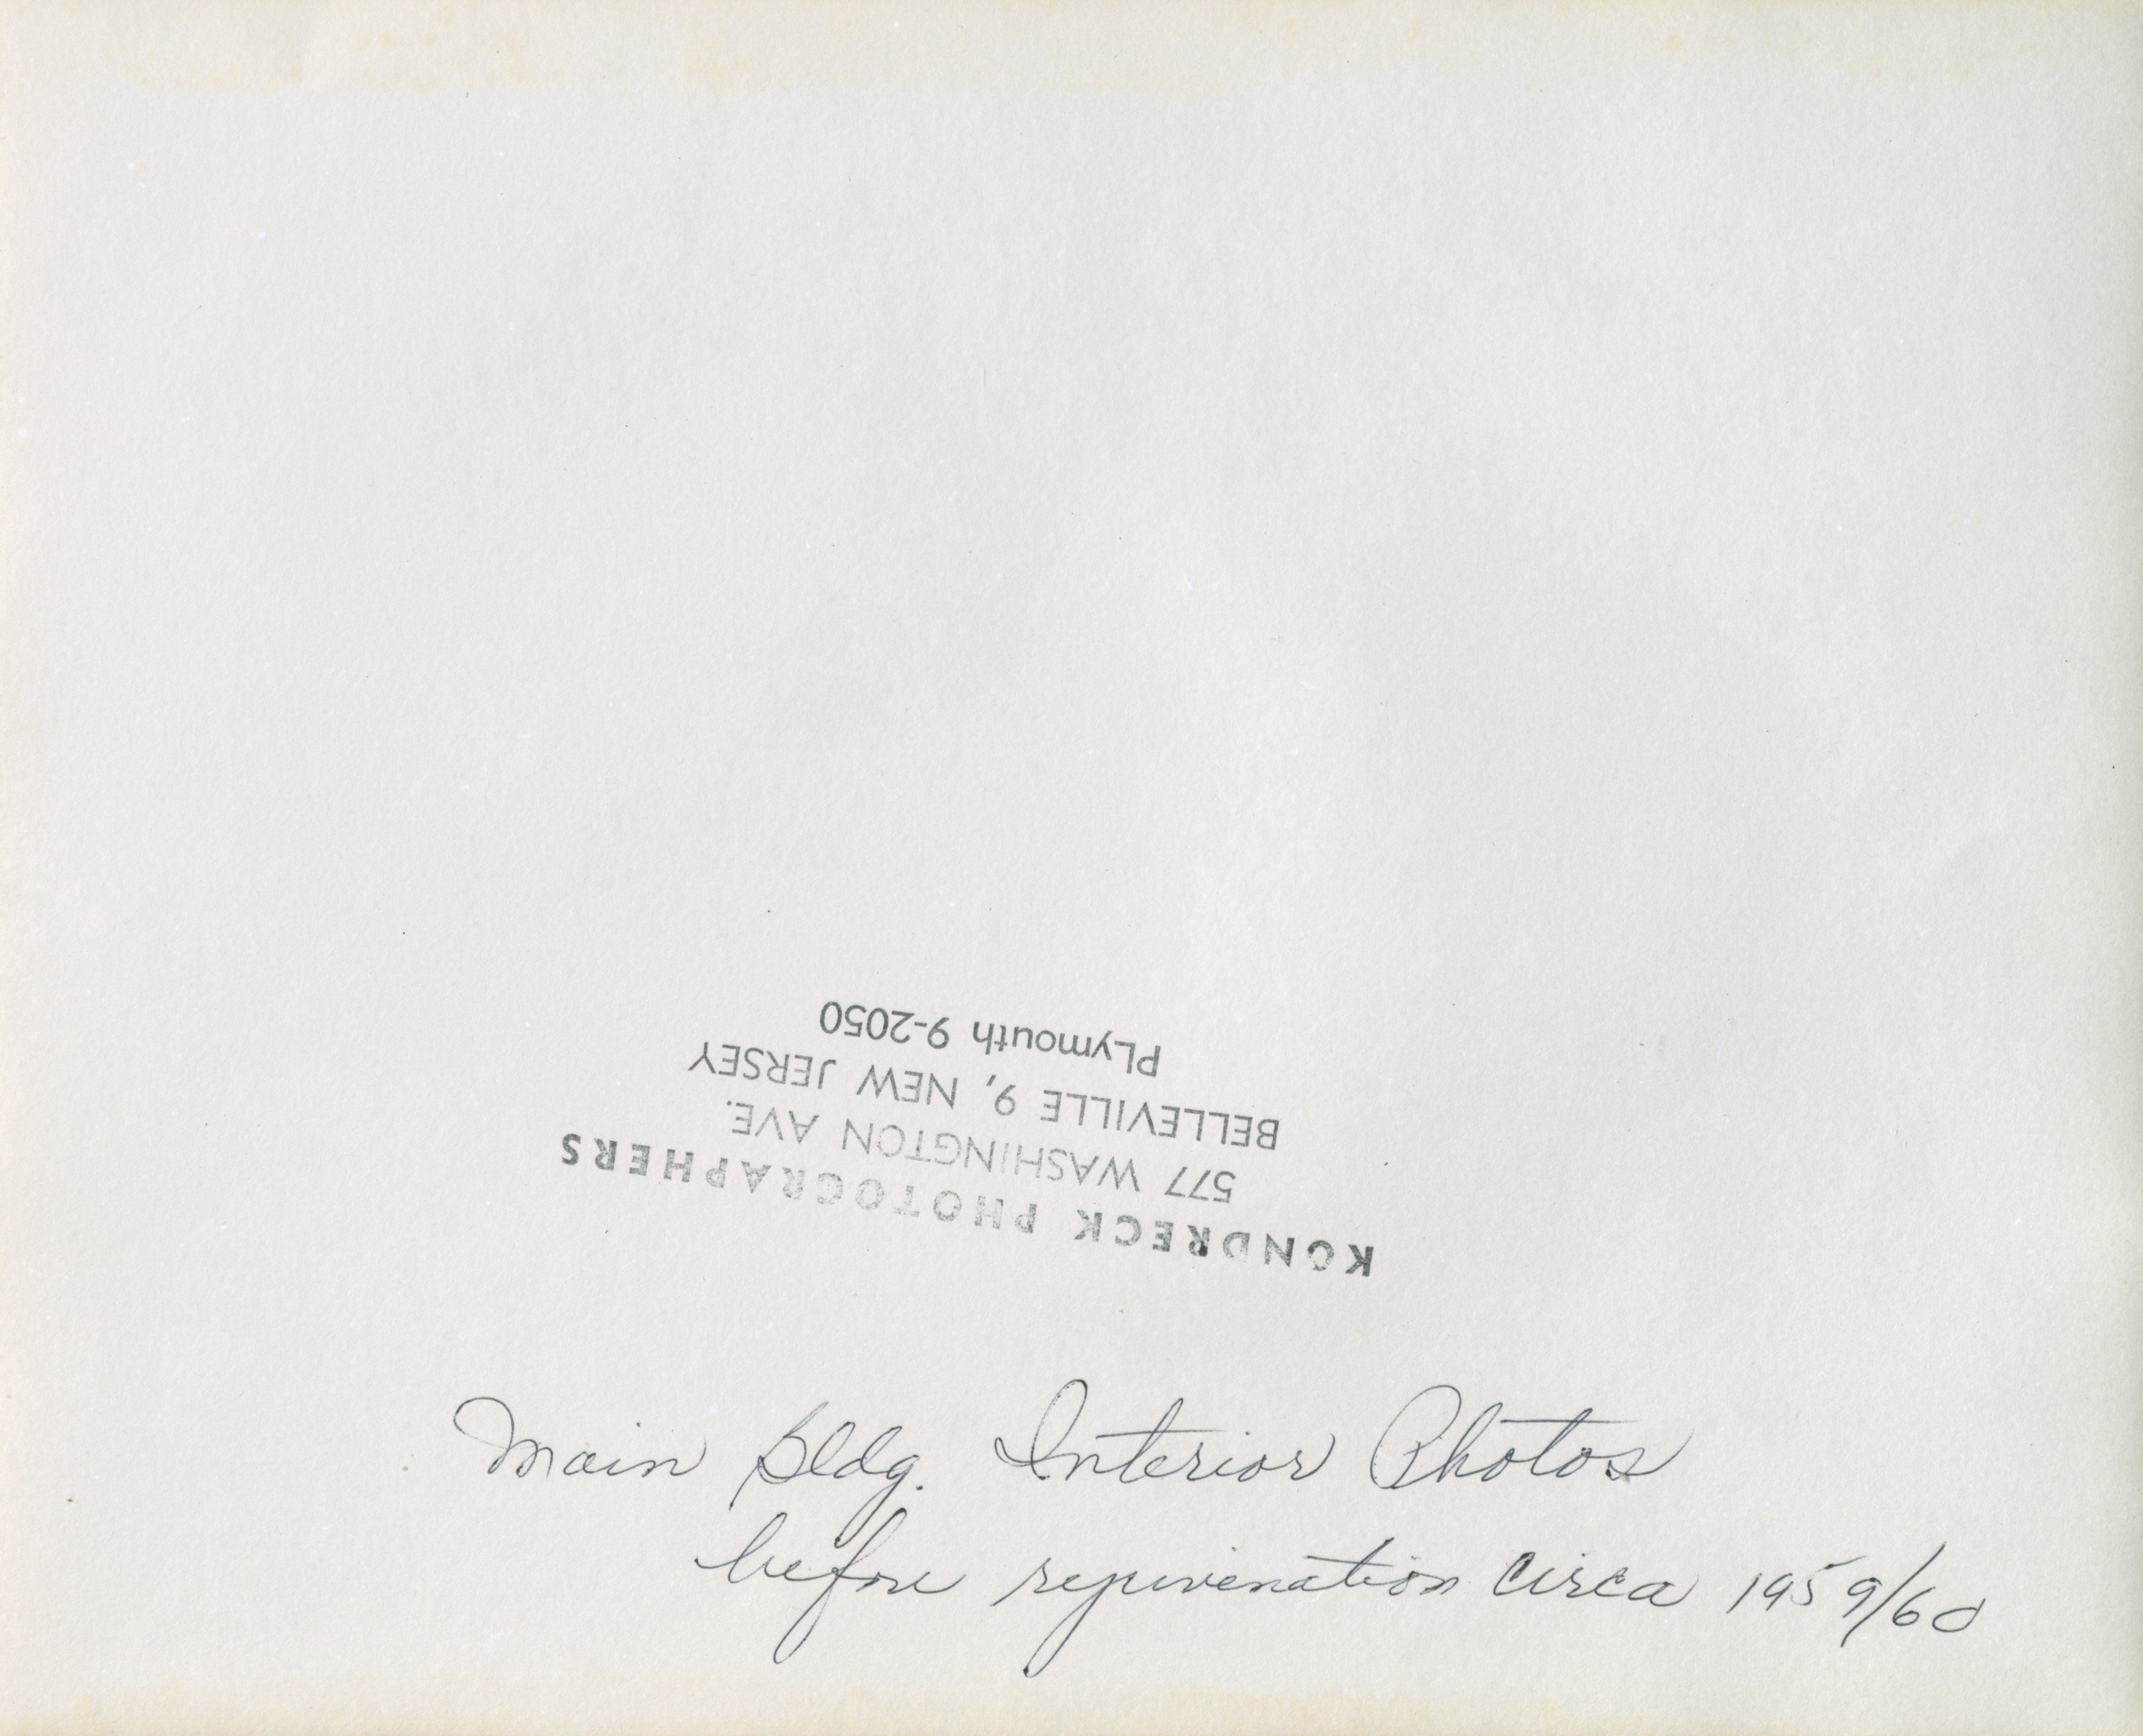 KONDRECK PHOTOGRAPHERS
577 WASHINGTON AVE.
BELLEVILLE 9, NEW JERSEY
PLymouth 9-2050
Main Bldg. Interior Photos
before rejuvenation circa 1959/60